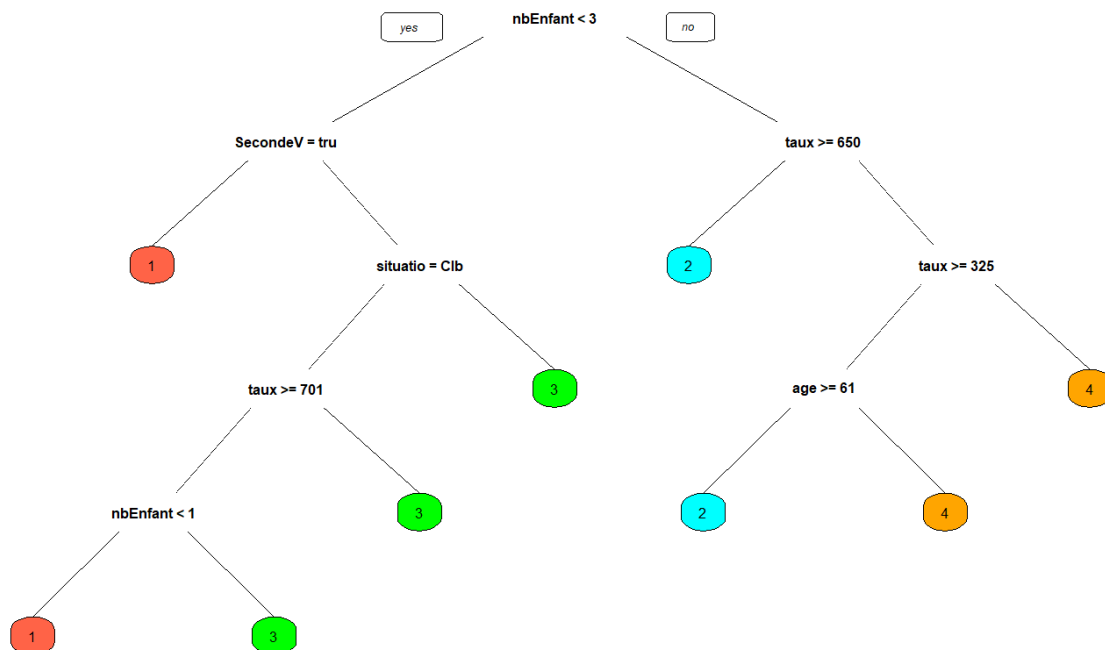 yes
nbEnfant < 3
no
SecondeV = tru
taux >= 650
1
situatio = Clb
2
taux >= 325
taux >= 701
3
age >= 61
4
nbEnfant < 1
3
2
4
1
3